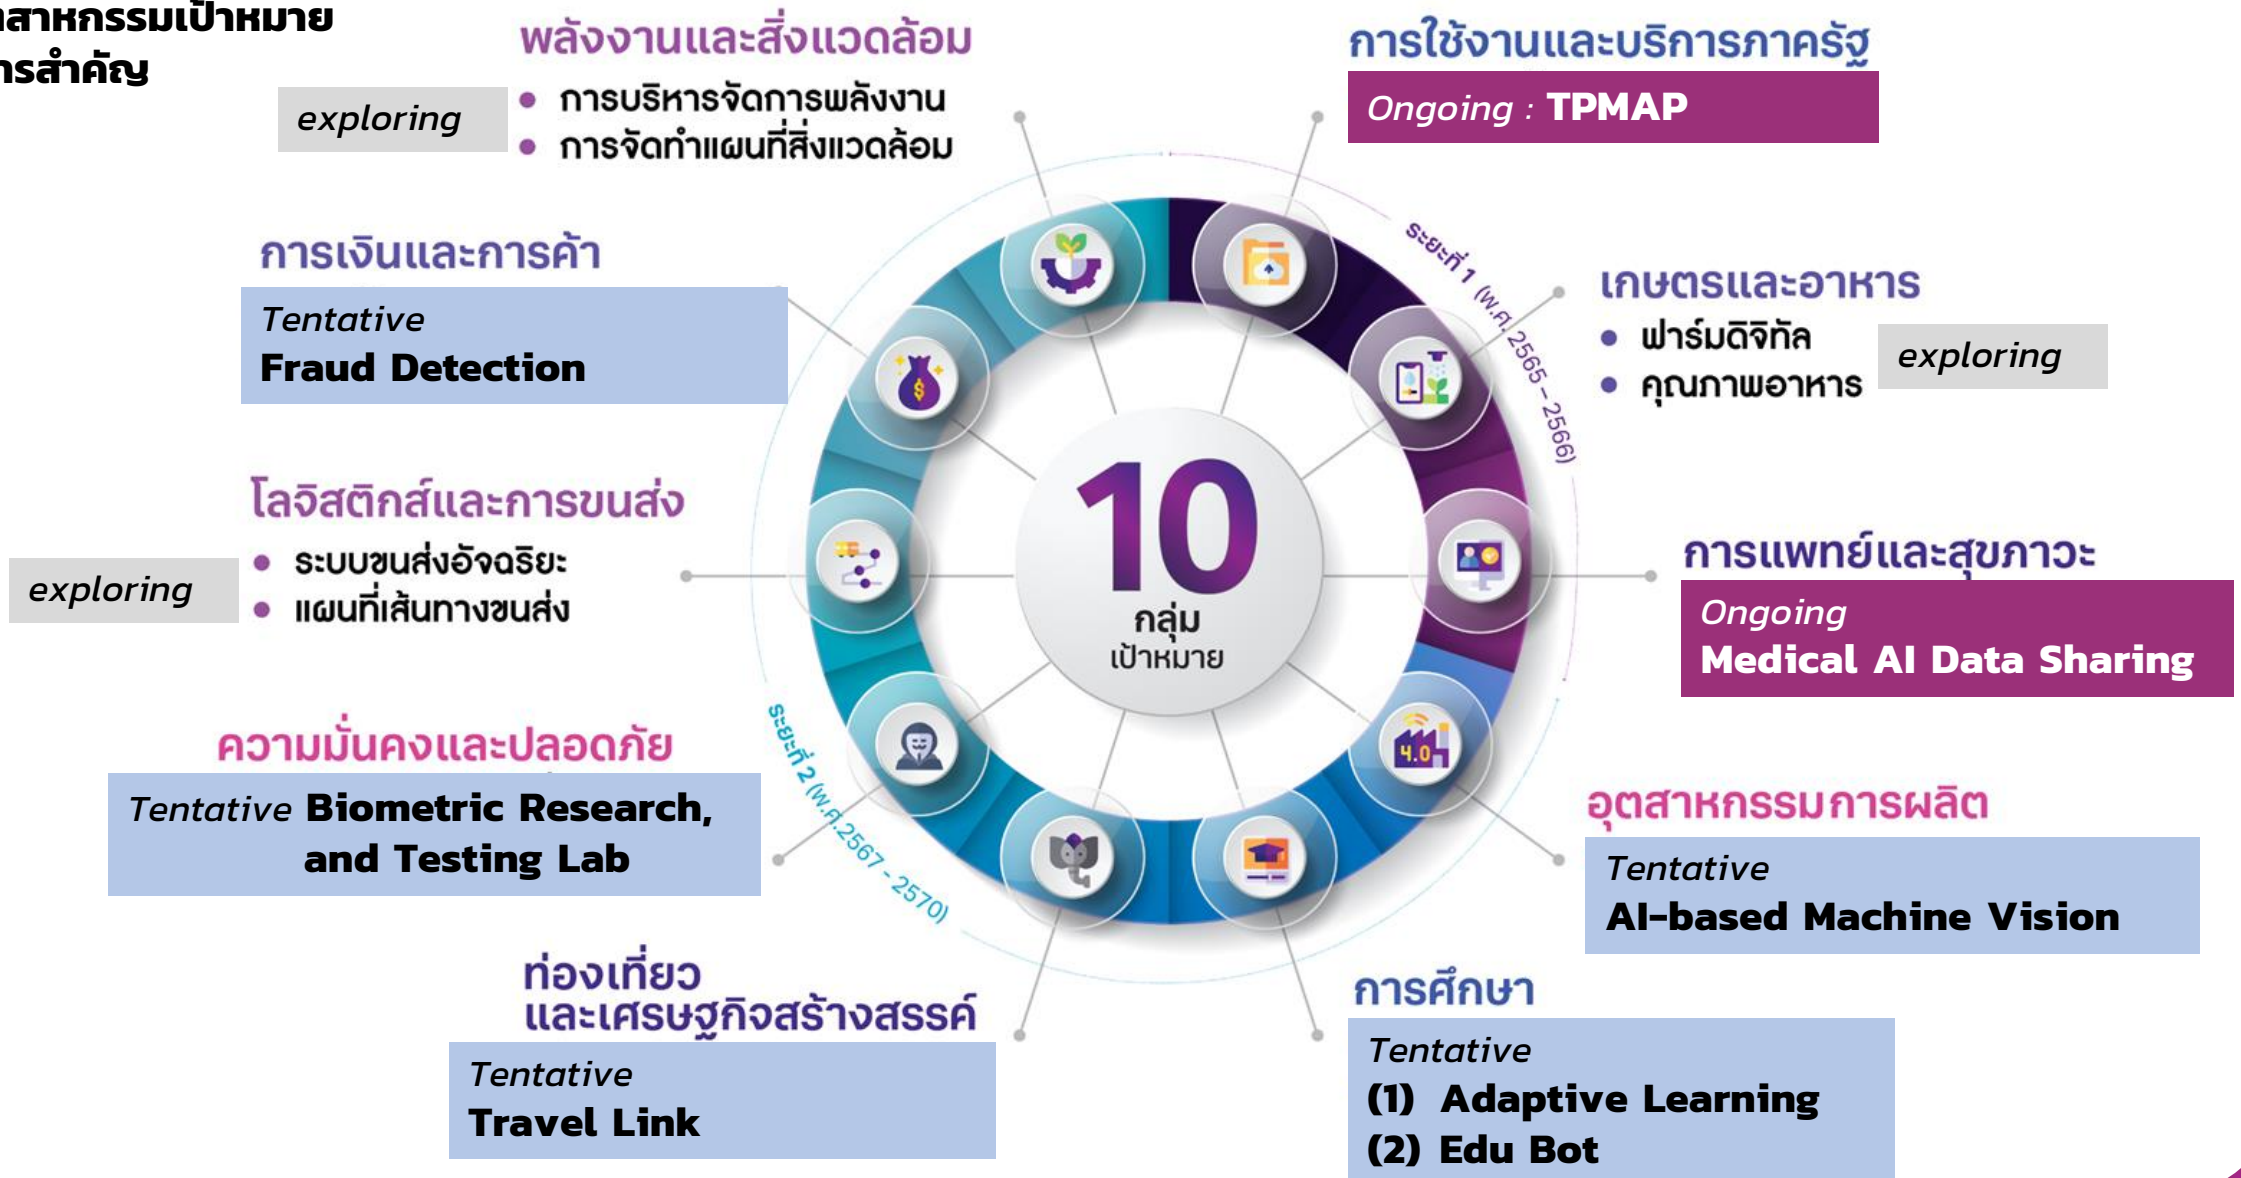 ตสาหกรรมเป้าหมาย
ารสำคัญ
พลังงานและสิ่งแวดล้อม
exploring
• การบริหารจัดการพลังงาน
• การจัดทำแผนที่สิ่งแวดล้อม
การใช้งานและบริการภาครัฐ
Ongoing : TPMAP
การเงินและการค้า
Tentative
Fraud Detection
ระยะที่ 1 (พ.ศ. 2565 – 2566)
เกษตรและอาหาร
• ฟาร์มดิจิทัล
• คุณภาพอาหาร
exploring
โลจิสติกส์และการขนส่ง
• ระบบขนส่งอัจฉริยะ
• แผนที่เส้นทางขนส่ง
exploring
10
กลุ่ม
เป้าหมาย
การแพทย์และสุขภาวะ
Ongoing
Medical AI Data Sharing
ความมั่นคงและปลอดภัย
Tentative Biometric Research,
and Testing Lab
ระยะที่ 2 (พ.ศ.2567 - 2570)
4.0
อุตสาหกรรมการผลิต
Tentative
AI-based Machine Vision
ท่องเที่ยว
และเศรษฐกิจสร้างสรรค์
Tentative
Travel Link
การศึกษา
Tentative
(1) Adaptive Learning
(2) Edu Bot